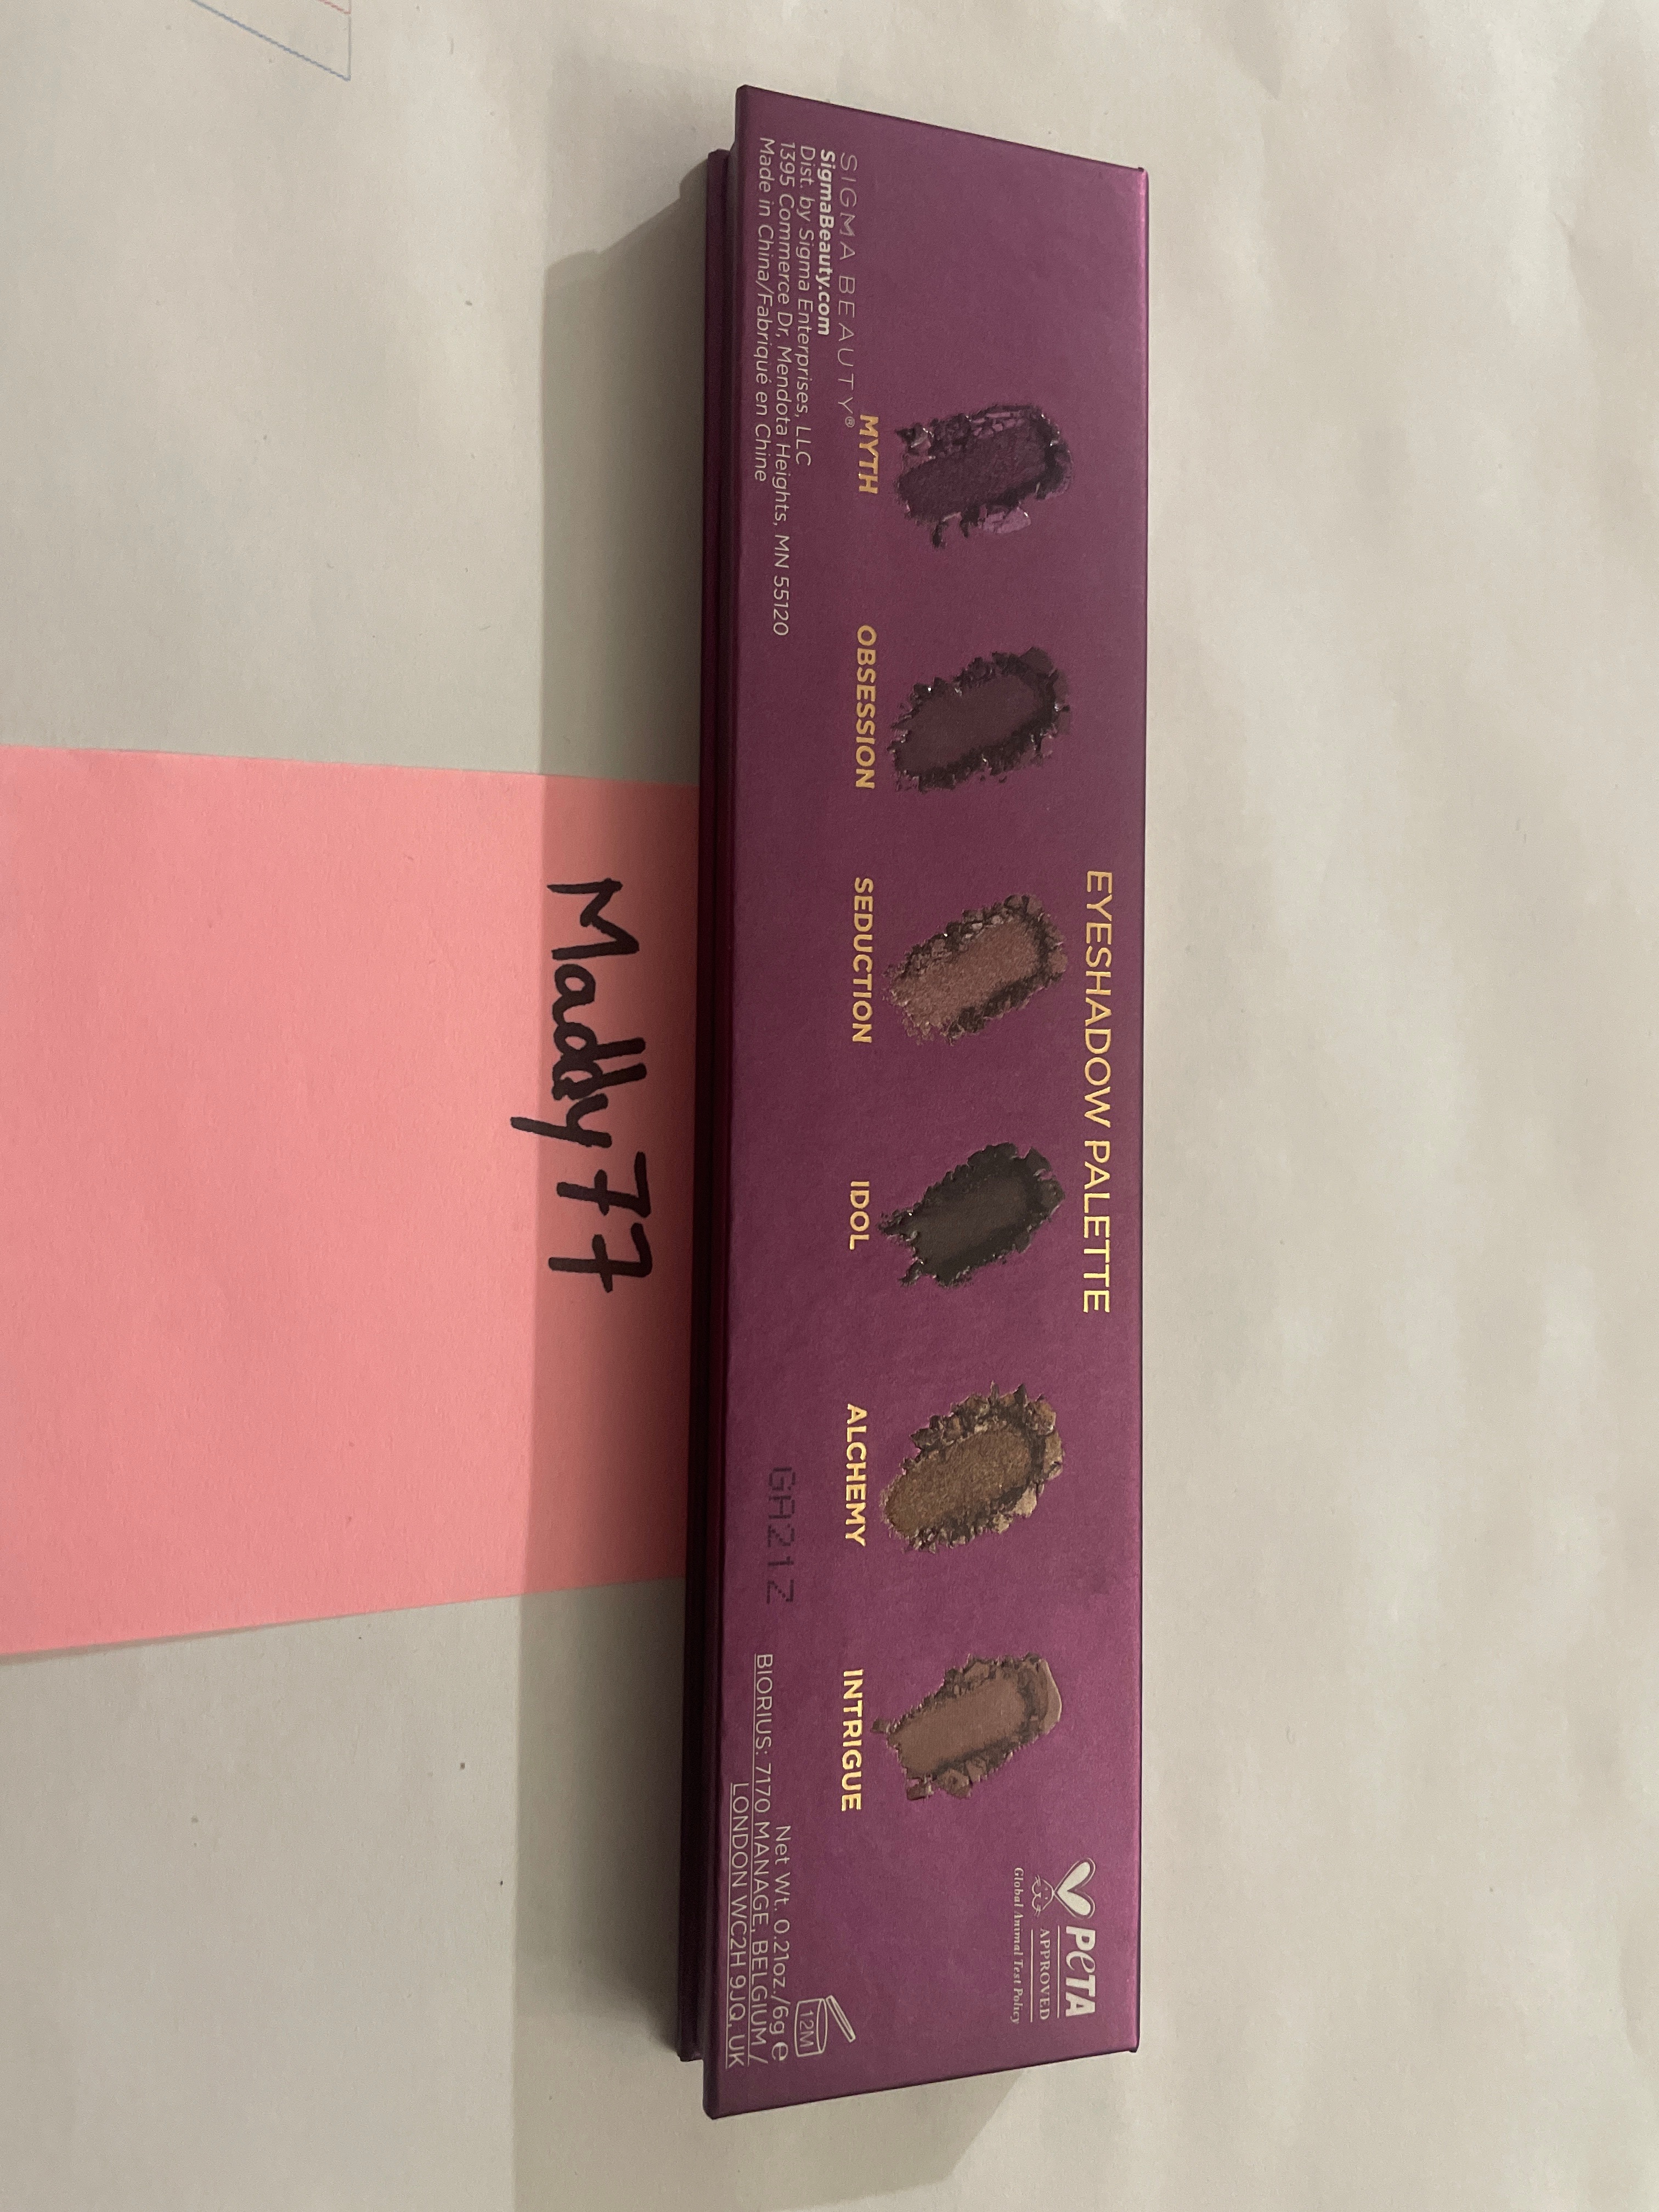 EYESHADOW PALETTE
PETA
APPROVED
Global Animal Test Policy
MYTH
OBSESSION
SEDUCTION
IDOL
ALCHEMY
INTRIGUE
SIGMA BEAUTY®
SigmaBeauty.com
Dist. by Sigma Enterprises, LLC
1395 Commerce Dr, Mendota Heights, MN 55120
Made in China/Fabriqué en Chine
GA21Z
12M
Net Wt. 0.21oz./6g ℮
BIORIUS: 7170 MANAGE, BELGIUM /
LONDON WC2H 9JQ, UK
Maddy77